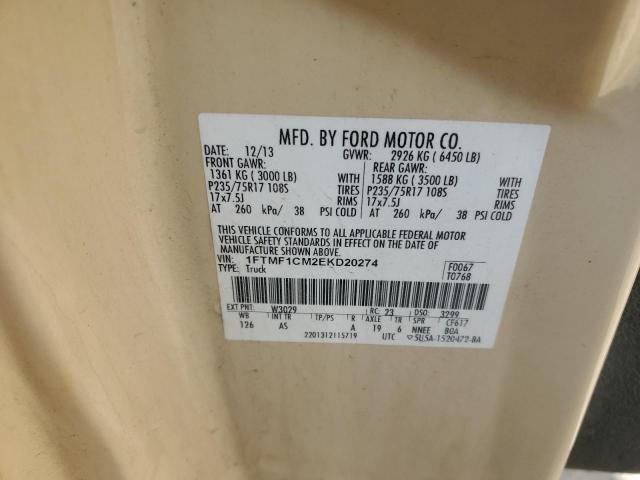 MFD. BY FORD MOTOR CO.
DATE: 12/13 GVWR: 2926 KG ( 6450 LB)
FRONT GAWR: REAR GAWR:
1361 KG ( 3000 LB) WITH 1588 KG ( 3500 LB) WITH
P235/75R17 108S TIRES P235/75R17 108S TIRES
17x7.5J RIMS 17x7.5J RIMS
AT 260 kPa/ 38 PSI COLD AT 260 kPa/ 38 PSI COLD
THIS VEHICLE CONFORMS TO ALL APPLICABLE FEDERAL MOTOR
VEHICLE SAFETY STANDARDS IN EFFECT ON THE DATE OF
MANUFACTURE SHOWN ABOVE.
VIN: 1FTMF1CM2EKD20274 F0067
TYPE: Truck T0768
EXT PNT: W3029 RC: 23 DSO: 3299
WB INT TR TP/PS R AXLE TR SPR CF617
126 AS A 19 6 NNEE BOA
2201312115719 UTC ▽5U5A-1520472-BA